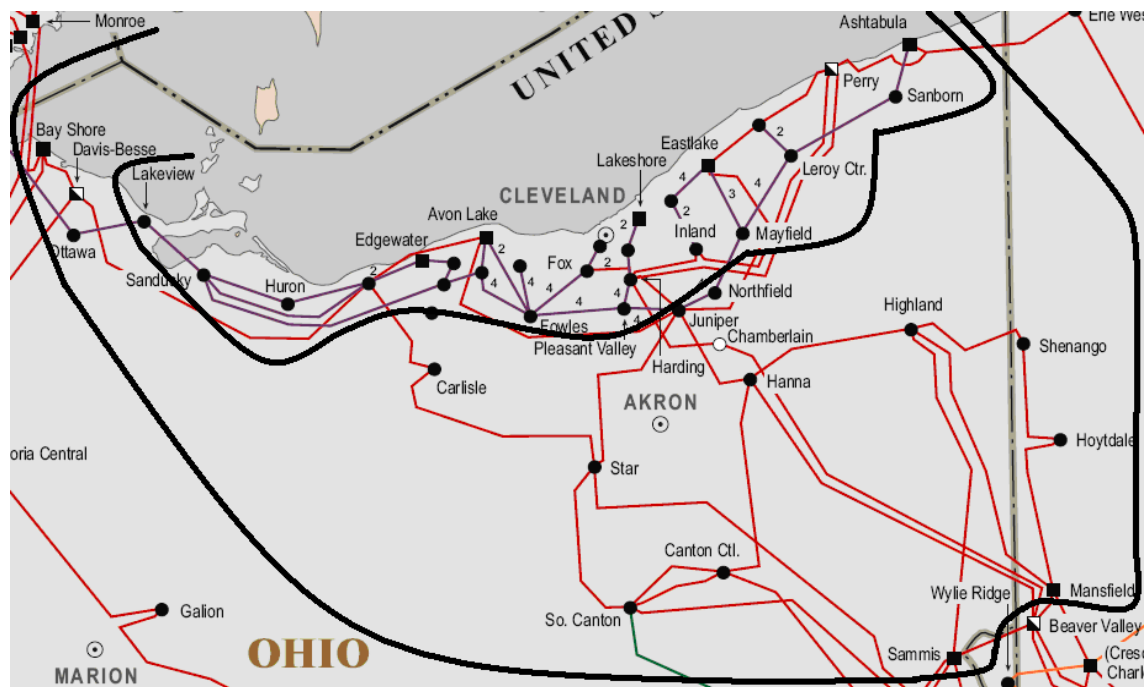 Monroe
UNITED S
Ashtabula
Erie Wes
Perry
Sanborn
Bay Shore
Davis-Besse
Lakeview
Eastlake
2
Lakeshore
Leroy Ctr.
4
3
4
CLEVELAND
2
Avon Lake
2
Inland
Mayfield
Ottawa
Edgewater
2
Fox
2
Sandusky
Huron
2
4
4
4
4
4
4
Northfield
Fowles
Juniper
Pleasant Valley
Chamberlain
Harding
Highland
Shenango
Carlisle
Hanna
AKRON
Hoytdale
oria Central
Star
Canton Ctl.
Wylie Ridge
Mansfield
Galion
So. Canton
Beaver Valley
OHIO
Sammis
(Cresc
MARION
Chark